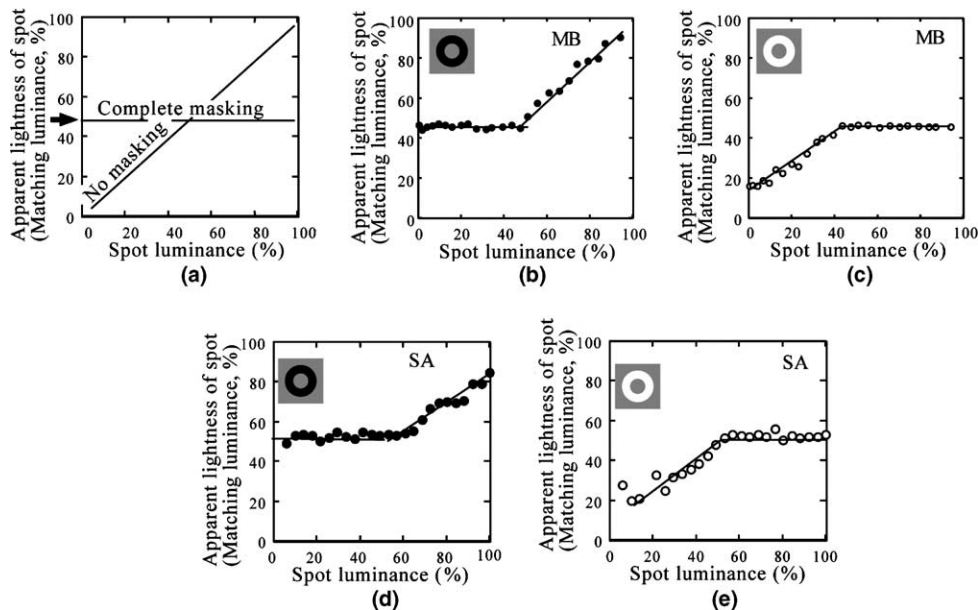 Apparent lightness of spot
(Matching luminance, %)
100
80
60
40
20
0
Complete masking
No masking
0 20 40 60 80 100
Spot luminance (%)
(a)
Apparent lightness of spot
(Matching luminance, %)
100
80
60
40
20
0
MB
0 20 40 60 80 100
Spot luminance (%)
(b)
Apparent lightness of spot
(Matching luminance, %)
100
80
60
40
20
0
MB
0 20 40 60 80 100
Spot luminance (%)
(c)
Apparent lightness of spot
(Matching luminance, %)
100
80
60
40
20
0
SA
0 20 40 60 80 100
Spot luminance (%)
(d)
Apparent lightness of spot
(Matching luminance, %)
100
80
60
40
20
0
SA
0 20 40 60 80 100
Spot luminance (%)
(e)